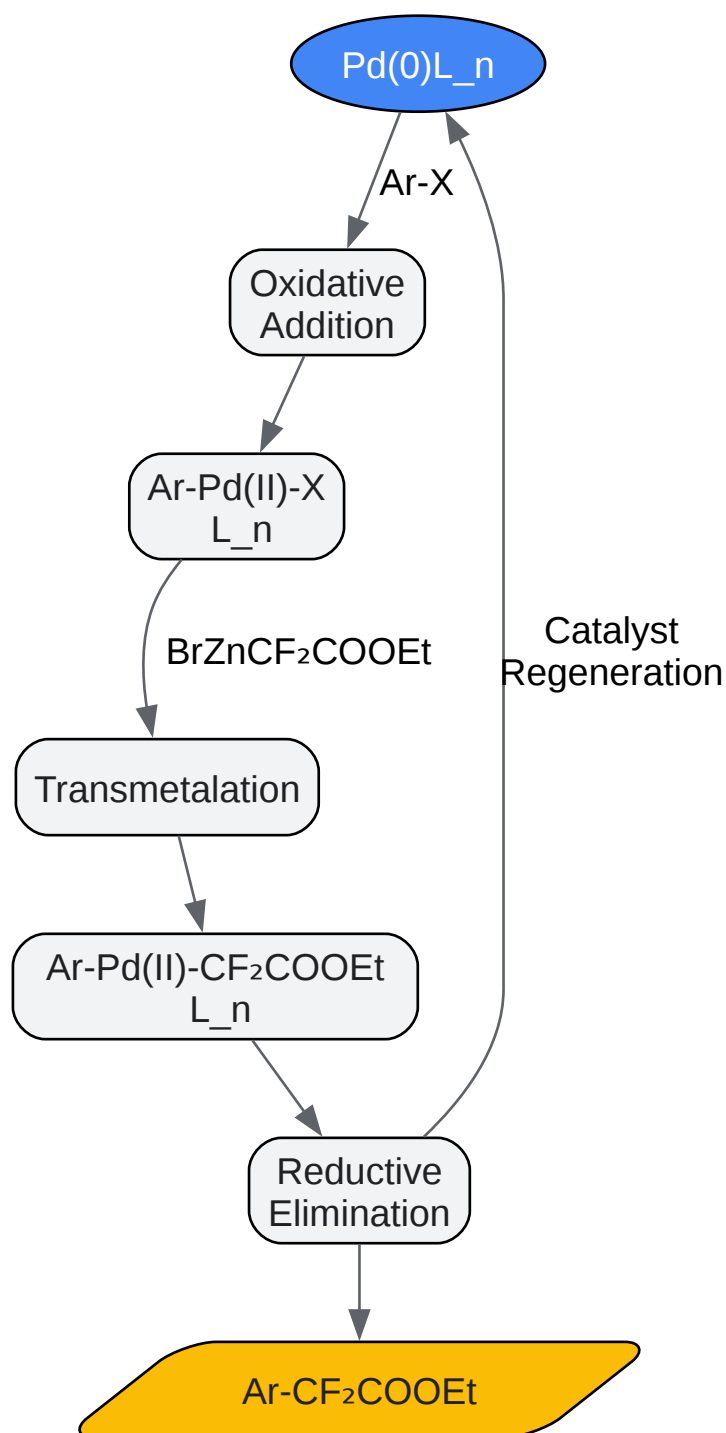 Pd(0)L_n
Ar-X
Oxidative
Addition
Ar-Pd(II)-X
L_n
BrZnCF₂COOEt
Catalyst
Regeneration
Transmetalation
Ar-Pd(II)-CF₂COOEt
L_n
Reductive
Elimination
Ar-CF₂COOEt